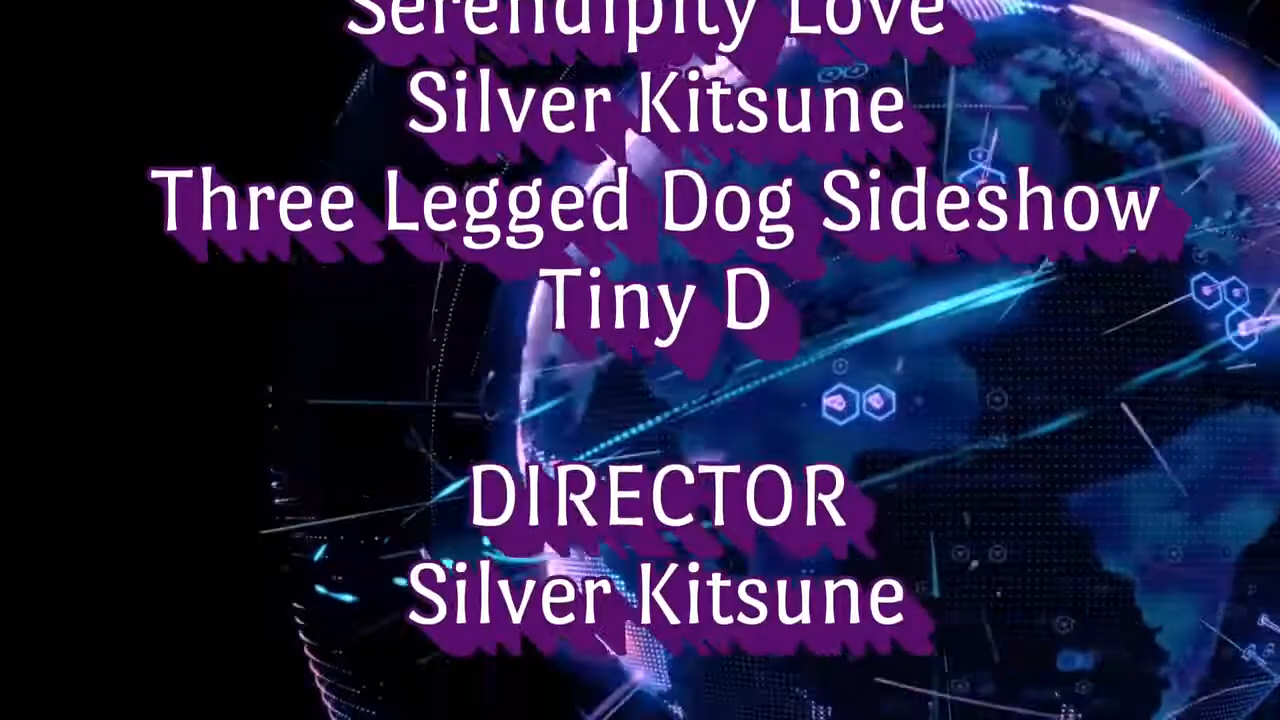 Serendipity Love
Silver Kitsune
Three Legged Dog Sideshow
Tiny D
DIRECTOR
Silver Kitsune